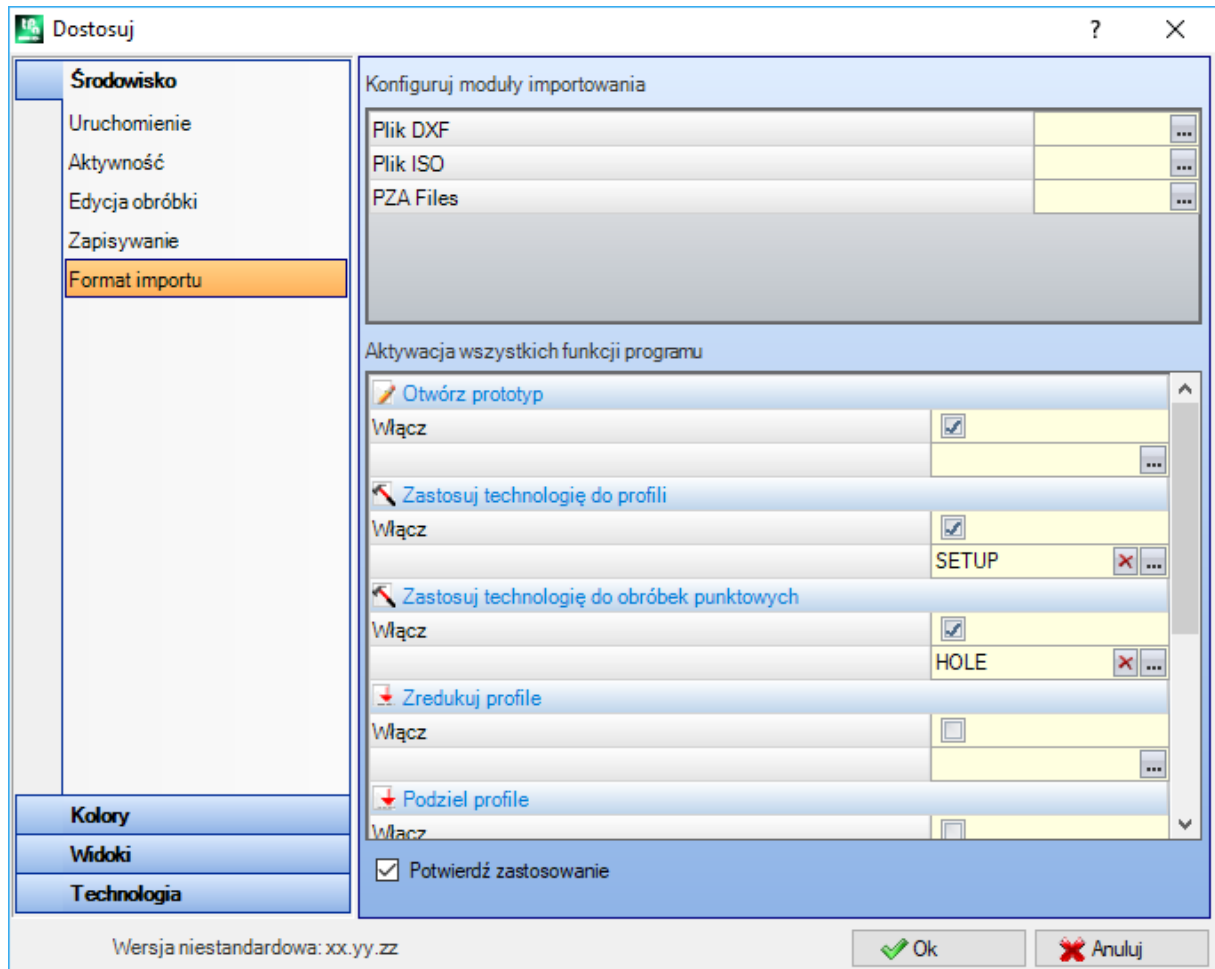 Dostosuj ?
Środowisko
Uruchomienie
Aktywność
Edycja obróbki
Zapisywanie
Format importu
Kolory
Widoki
Technologia
Konfiguruj moduły importowania
Plik DXF ...
Plik ISO ...
PZA Files ...
Aktywacja wszystkich funkcji programu
Otwórz prototyp
Włącz
...
Zastosuj technologię do profili
Włącz
SETUP ...
Zastosuj technologię do obróbek punktowych
Włącz
HOLE ...
Zredukuj profile
Włącz
...
Podziel profile
Włącz
Potwierdź zastosowanie
Wersja niestandardowa: xx.yy.zz
Ok
Anuluj